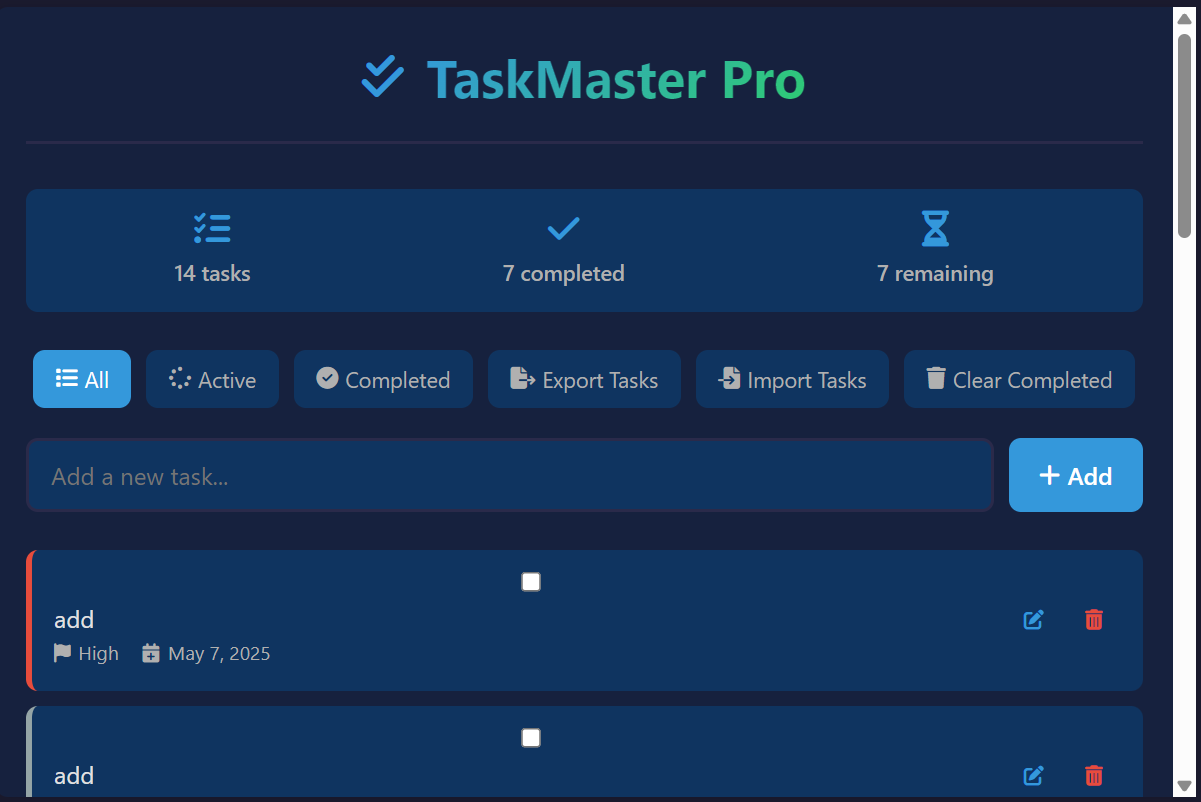 TaskMaster Pro
14 tasks 7 completed 7 remaining
All Active Completed Export Tasks Import Tasks Clear Completed
Add a new task... + Add
add
High May 7, 2025
add